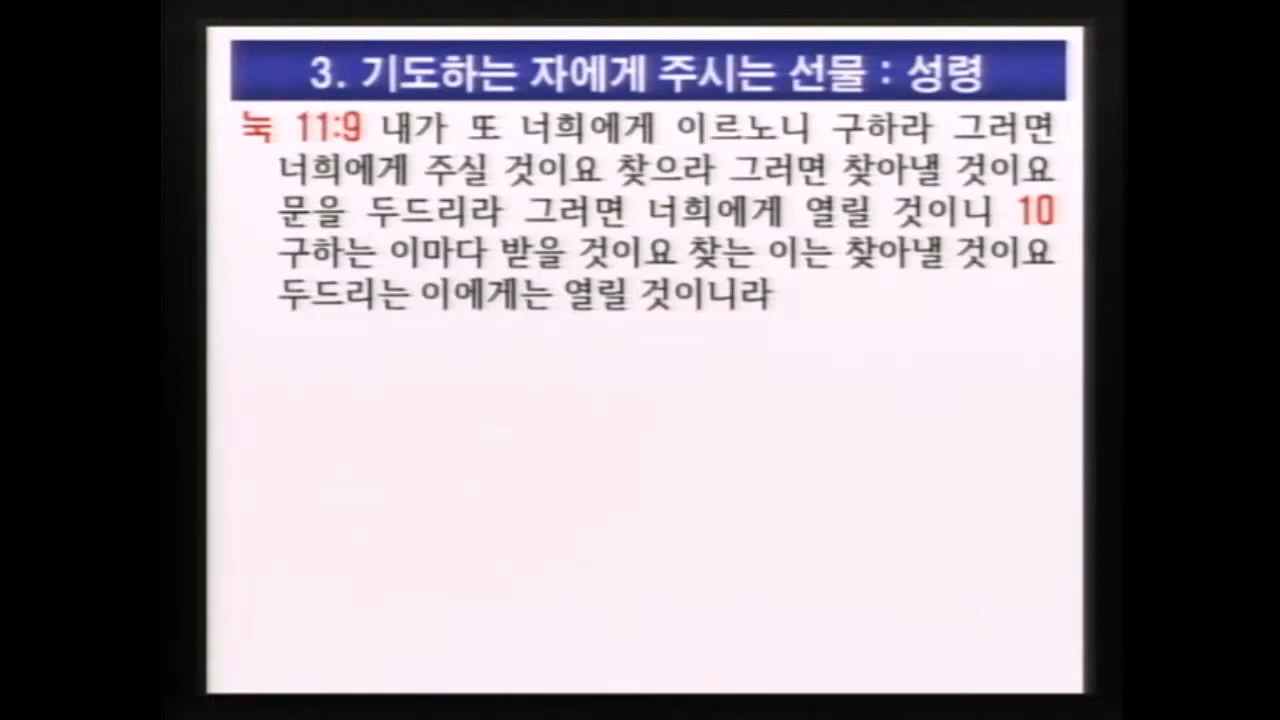 3. 기도하는 자에게 주시는 선물 : 성령
눅 11:9 내가 또 너희에게 이르노니 구하라 그러면
너희에게 주실 것이요 찾으라 그러면 찾아낼 것이요
문을 두드리라 그러면 너희에게 열릴 것이니 10
구하는 이마다 받을 것이요 찾는 이는 찾아낼 것이요
두드리는 이에게는 열릴 것이니라